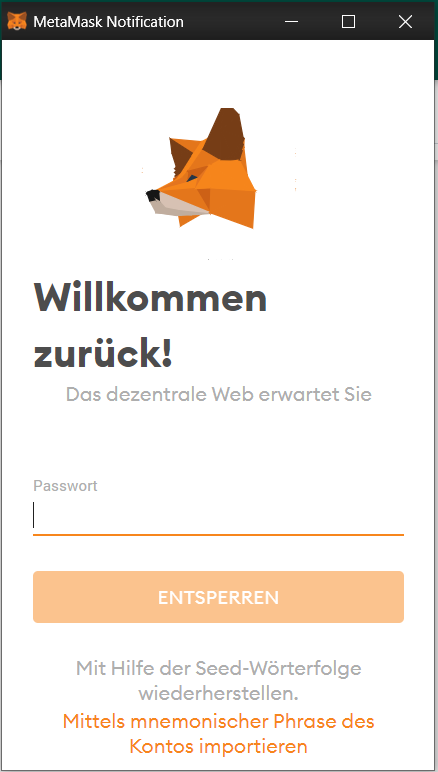 MetaMask Notification
Willkommen
zurück!
Das dezentrale Web erwartet Sie
Passwort
ENTSPERREN
Mit Hilfe der Seed-Wörterfolge
wiederherstellen.
Mittels mnemonischer Phrase des
Kontos importieren